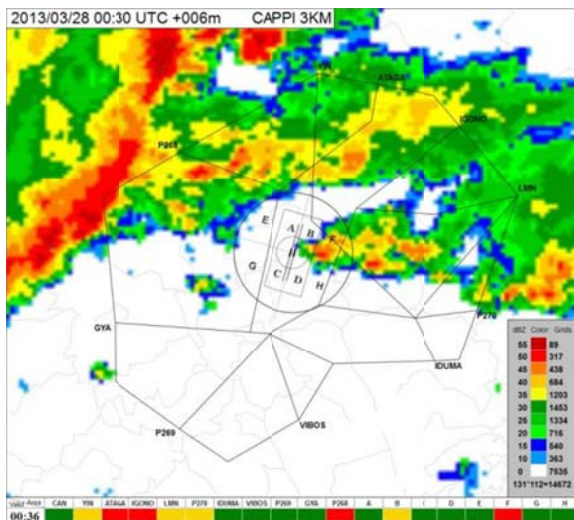 2013/03/28 00:30 UTC +006m CAPPI 3KM
YIN
ATAGA
IGONO
P268
LMN
E
A
B
F
G
C
D
H
P270
GYA
IDUMA
P269
VIBOS
dBZ Color Grids
55 89
50 317
45 438
40 684
35 1203
30 1453
25 1334
20 716
15 540
10 363
0 7535
131*112=14672
Valid Area CAN YIN ATAGA IGONO LMN P270 IDUMA VIBOS P269 GYA P268 A B I D E F G H
00:36